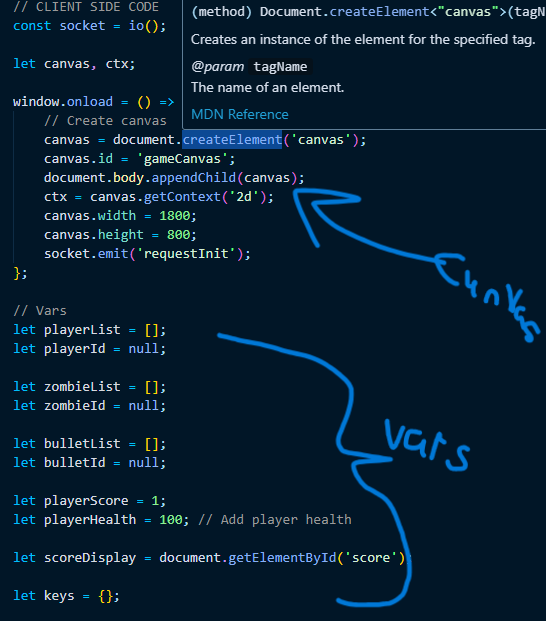 // CLIENT SIDE CODE
const socket = io();
let canvas, ctx;
window.onload = () =>
// Create canvas
canvas = document.createElement('canvas');
canvas.id = 'gameCanvas';
document.body.appendChild(canvas);
ctx = canvas.getContext('2d');
canvas.width = 1800;
canvas.height = 800;
socket.emit('requestInit');
};
(method) Document.createElement<"canvas">(tagN
Creates an instance of the element for the specified tag.
@param tagName
The name of an element.
MDN Reference
canvas
// Vars
let playerList = [];
let playerId = null;
let zombieList = [];
let zombieId = null;
let bulletList = [];
let bulletId = null;
let playerScore = 1;
let playerHealth = 100; // Add player health
let scoreDisplay = document.getElementById('score')
let keys = {};
vars